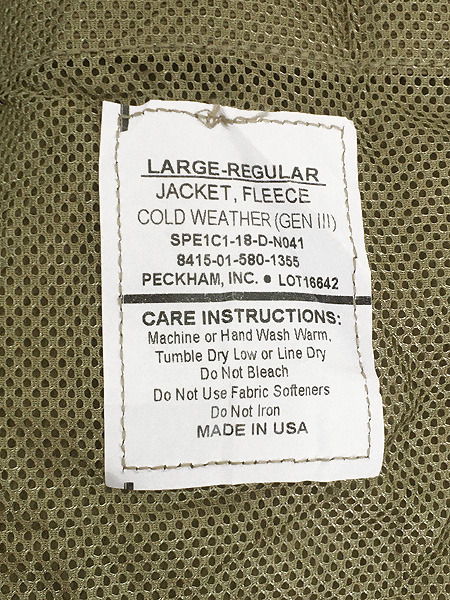 LARGE-REGULAR
JACKET, FLEECE
COLD WEATHER (GEN III)
SPE1C1-18-D-N041
8415-01-580-1355
PECKHAM, INC. • LOT16642
CARE INSTRUCTIONS:
Machine or Hand Wash Warm,
Tumble Dry Low or Line Dry
Do Not Bleach
Do Not Use Fabric Softeners
Do Not Iron
MADE IN USA